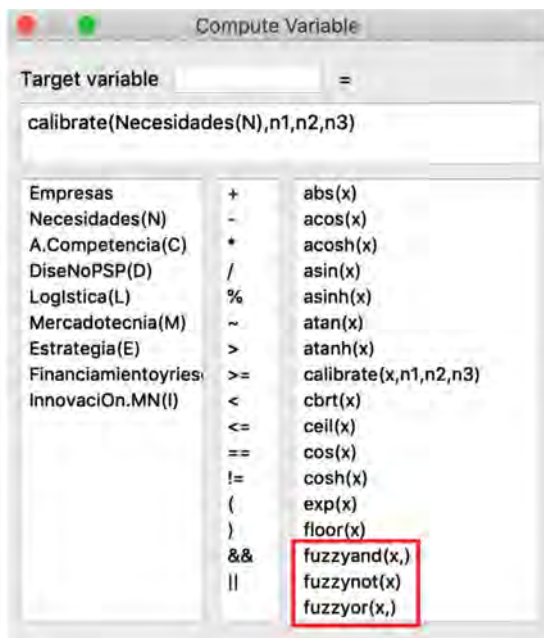 Compute Variable
Target variable =
calibrate(Necesidades(N),n1,n2,n3)
Empresas + abs(x)
Necesidades(N) - acos(x)
A.Competencia(C) * acosh(x)
DiseNoPSP(D) / asin(x)
LogIstica(L) % asinh(x)
Mercadotecnia(M) ~ atan(x)
Estrategia(E) > atanh(x)
Financiamientoyries >= calibrate(x,n1,n2,n3)
InnovaciOn.MN(I) < cbrt(x)
<= ceil(x)
== cos(x)
!= cosh(x)
( exp(x)
) floor(x)
&& fuzzyand(x,)
|| fuzzynot(x)
fuzzyor(x,)